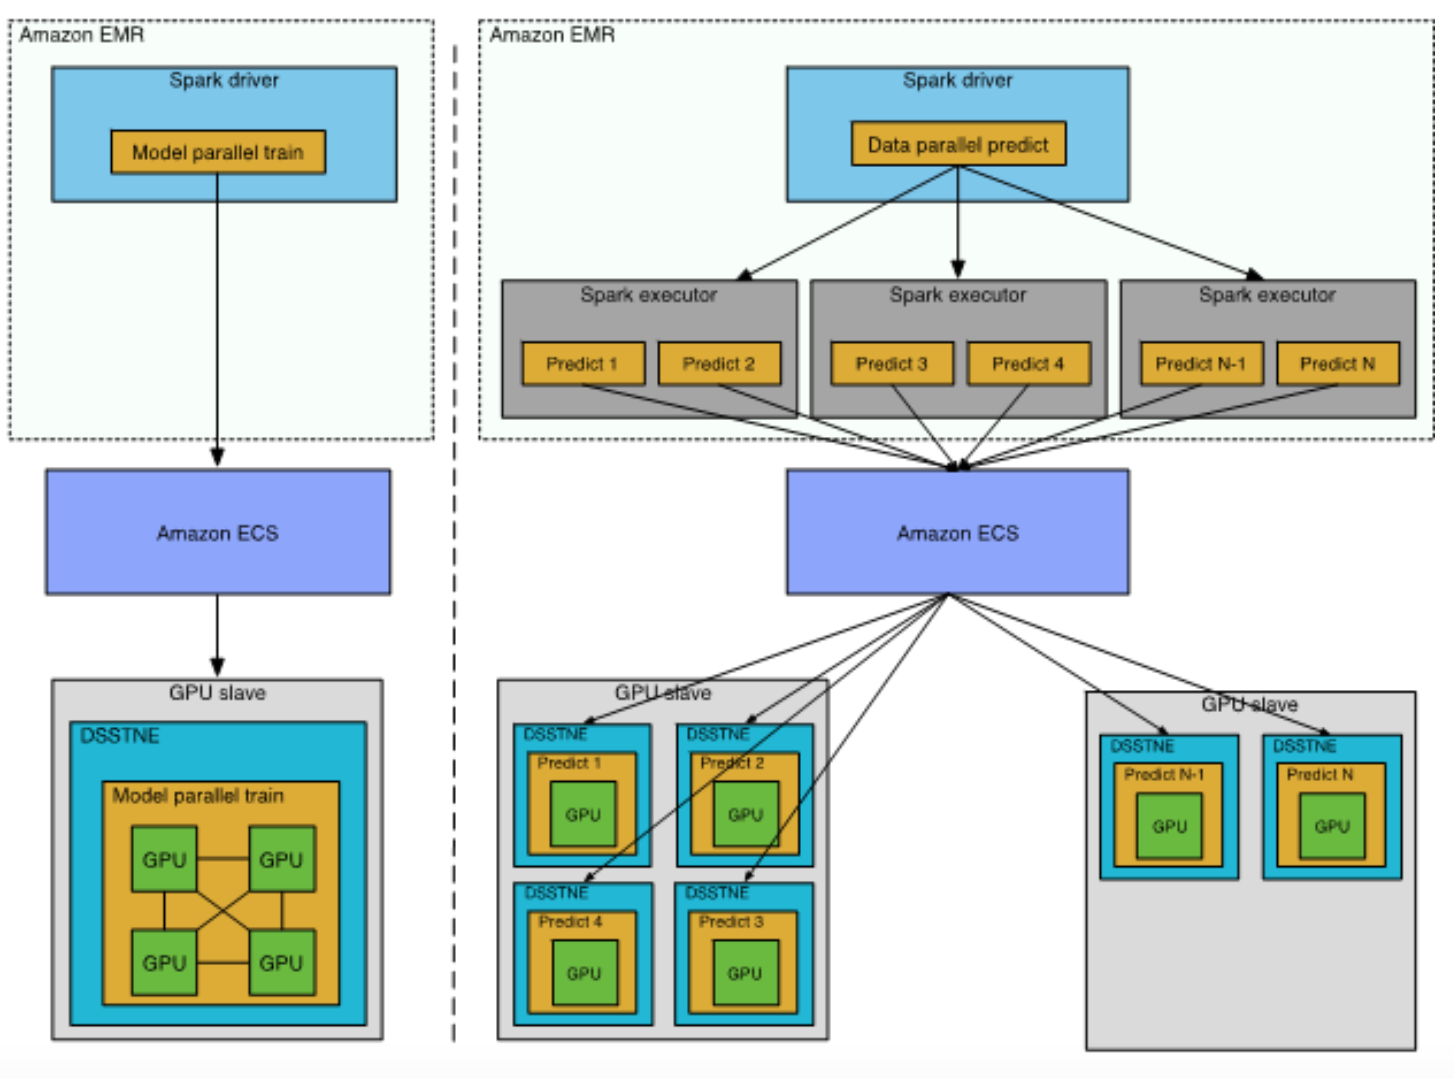 Amazon EMR
Spark driver
Model parallel train
Amazon ECS
GPU slave
DSSTNE
Model parallel train
GPU
GPU
GPU
GPU
Amazon EMR
Spark driver
Data parallel predict
Spark executor
Predict 1
Predict 2
Spark executor
Predict 3
Predict 4
Spark executor
Predict N-1
Predict N
Amazon ECS
GPU slave
DSSTNE
Predict 1
GPU
DSSTNE
Predict 2
GPU
DSSTNE
Predict 4
GPU
DSSTNE
Predict 3
GPU
GPU slave
DSSTNE
Predict N-1
GPU
DSSTNE
Predict N
GPU